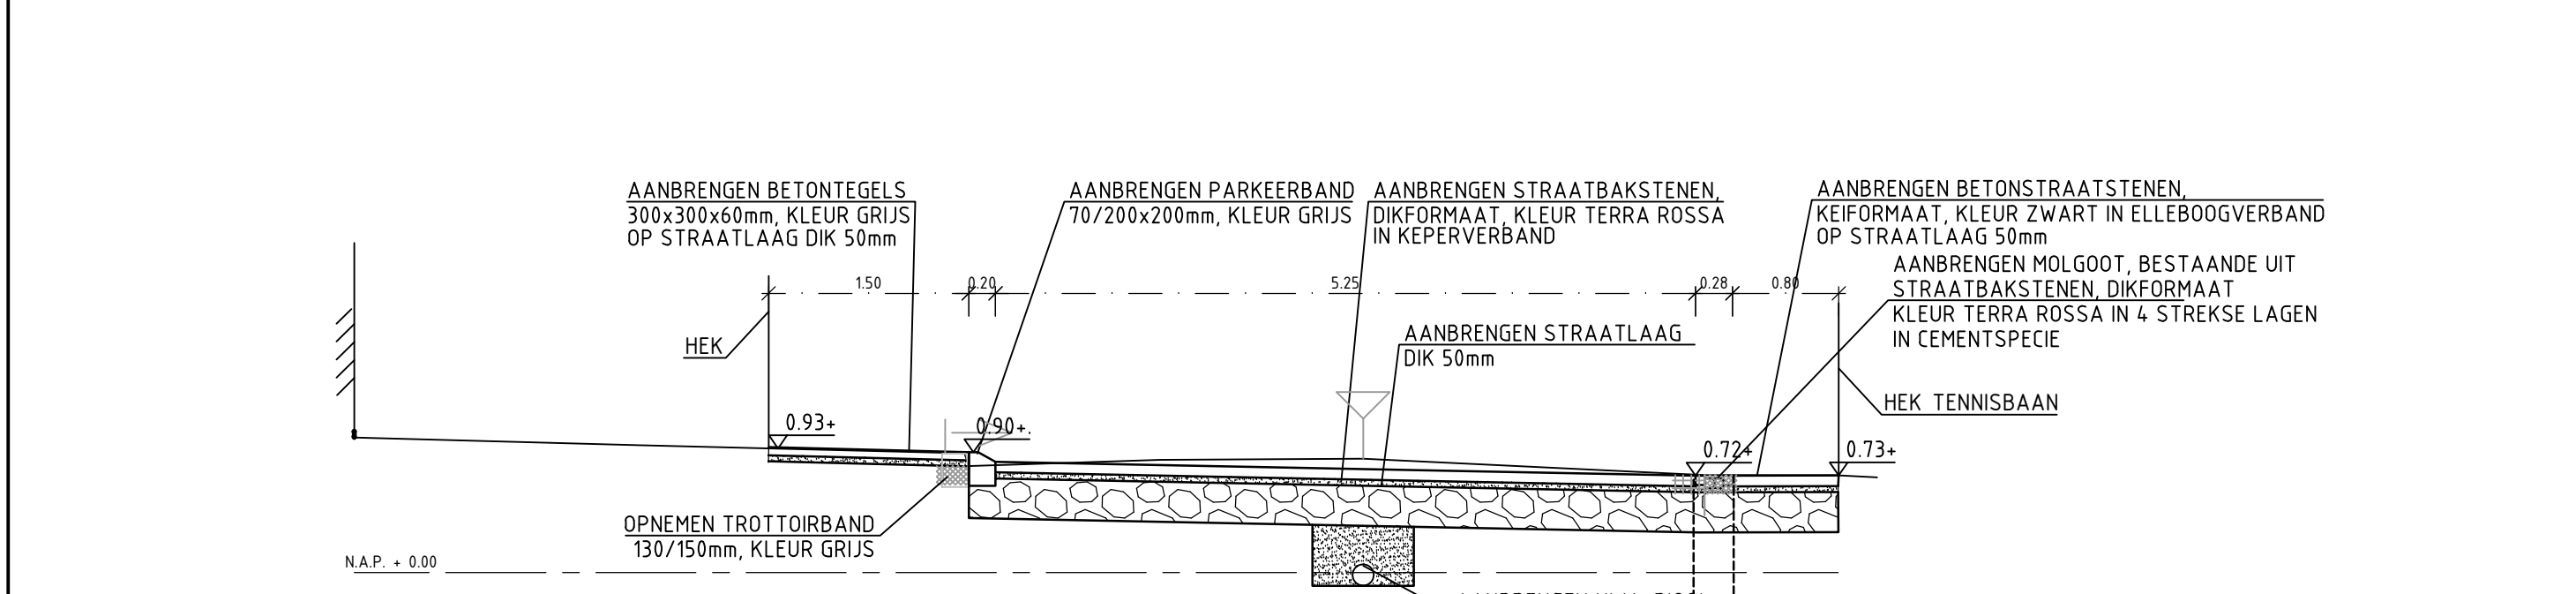 AANBRENGEN BETONTEGELS
300x300x60mm, KLEUR GRIJS
OP STRAATLAAG DIK 50mm
AANBRENGEN PARKEERBAND
70/200x200mm, KLEUR GRIJS
AANBRENGEN STRAATBAKSTENEN,
DIKFORMAAT, KLEUR TERRA ROSSA
IN KEPERVERBAND
AANBRENGEN BETONSTRAATSTENEN,
KEIFORMAAT, KLEUR ZWART IN ELLEBOOGVERBAND
OP STRAATLAAG 50mm
AANBRENGEN MOLGOOT, BESTAANDE UIT
STRAATBAKSTENEN, DIKFORMAAT
KLEUR TERRA ROSSA IN 4 STREKSE LAGEN
IN CEMENTSPECIE
1.50
0.20
5.25
0.28
0.80
HEK
AANBRENGEN STRAATLAAG
DIK 50mm
HEK TENNISBAAN
0.93+
0.90+.
0.72+
0.73+
OPNEMEN TROTTOIRBAND
130/150mm, KLEUR GRIJS
N.A.P. + 0.00